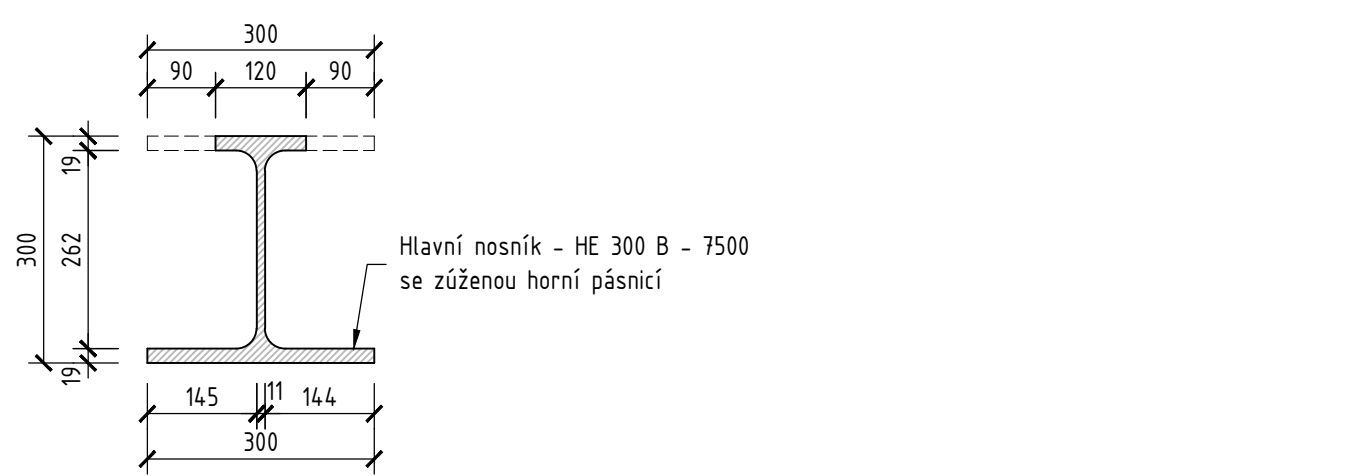 300
90 120 90
19
300 262
19
Hlavní nosník - HE 300 B - 7500
se zúženou horní pásnicí
145 11 144
300